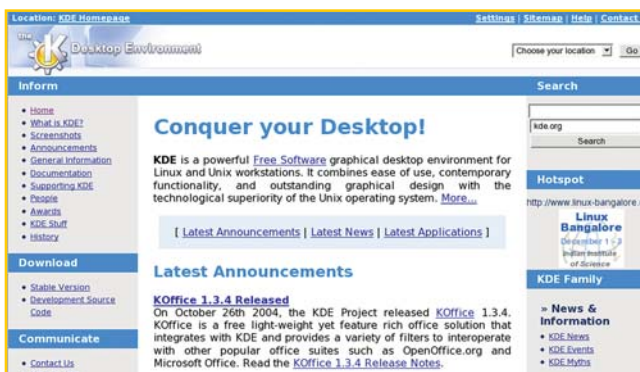 Location: KDE Homepage
Settings | Sitemap | Help | Contact
the
K Desktop Environment
Choose your location
Go
Inform
Home
What is KDE?
Screenshots
Announcements
General Information
Documentation
Supporting KDE
People
Awards
KDE Stuff
History
Download
Stable Version
Development Source
Code
Communicate
Contact Us
Conquer your Desktop!
KDE is a powerful Free Software graphical desktop environment for
Linux and Unix workstations. It combines ease of use, contemporary
functionality, and outstanding graphical design with the
technological superiority of the Unix operating system. More...
[ Latest Announcements | Latest News | Latest Applications ]
Latest Announcements
KOffice 1.3.4 Released
On October 26th 2004, the KDE Project released KOffice 1.3.4.
KOffice is a free light-weight yet feature rich office solution that
integrates with KDE and provides a variety of filters to interoperate
with other popular office suites such as OpenOffice.org and
Microsoft Office. Read the KOffice 1.3.4 Release Notes.
Search
kde.org
Search
Hotspot
http://www.linux-bangalore.
Linux
Bangalore
December 1 - 3
Indian Institute
of Science
KDE Family
» News &
Information
KDE News
KDE Events
KDE Myths